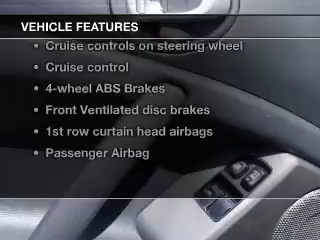 VEHICLE FEATURES
• Cruise controls on steering wheel
• Cruise control
• 4-wheel ABS Brakes
• Front Ventilated disc brakes
• 1st row curtain head airbags
• Passenger Airbag